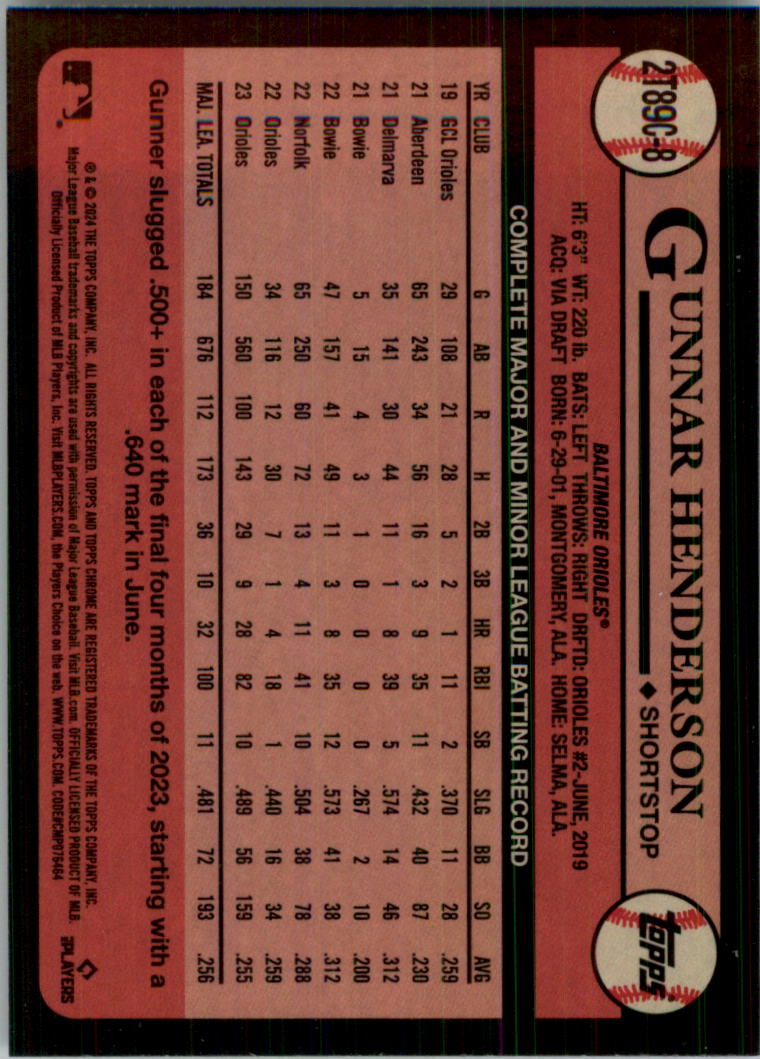 2T89C-8
GUNNAR HENDERSON
◆ SHORTSTOP
topps
BALTIMORE ORIOLES®
HT: 6'3" WT: 220 lb. BATS: LEFT THROWS: RIGHT DRFTD: ORIOLES #2-JUNE, 2019
ACQ: VIA DRAFT BORN: 6-29-01, MONTGOMERY, ALA. HOME: SELMA, ALA.
COMPLETE MAJOR AND MINOR LEAGUE BATTING RECORD
YR CLUB G AB R H 2B 3B HR RBI SB SLG BB SO AVG
19 GCL Orioles 29 108 21 28 5 2 1 11 2 .370 11 28 .259
21 Aberdeen 65 243 34 56 16 3 9 35 11 .432 40 87 .230
21 Delmarva 35 141 30 44 11 1 8 39 5 .574 14 46 .312
21 Bowie 5 15 4 3 1 0 0 0 0 .267 2 10 .200
22 Bowie 47 157 41 49 11 3 8 35 12 .573 41 38 .312
22 Norfolk 65 250 60 72 13 4 11 41 10 .504 38 78 .288
22 Orioles 34 116 12 30 7 1 4 18 1 .440 16 34 .259
23 Orioles 150 560 100 143 29 9 28 82 10 .489 56 159 .255
MAJ. LEA. TOTALS 184 676 112 173 36 10 32 100 11 .481 72 193 .256
Gunner slugged .500+ in each of the final four months of 2023, starting with a
.640 mark in June.
® & © 2024 THE TOPPS COMPANY, INC. ALL RIGHTS RESERVED. TOPPS AND TOPPS CHROME ARE REGISTERED TRADEMARKS OF THE TOPPS COMPANY, INC.
Major League Baseball trademarks and copyrights are used with permission of Major League Baseball. Visit MLB.com. OFFICIALLY LICENSED PRODUCT OF MLB.
Officially Licensed Product of MLB Players, Inc. Visit MLBPLAYERS.COM, the Players Choice on the web. WWW.TOPPS.COM. CODE#CMP076464
PLAYERS